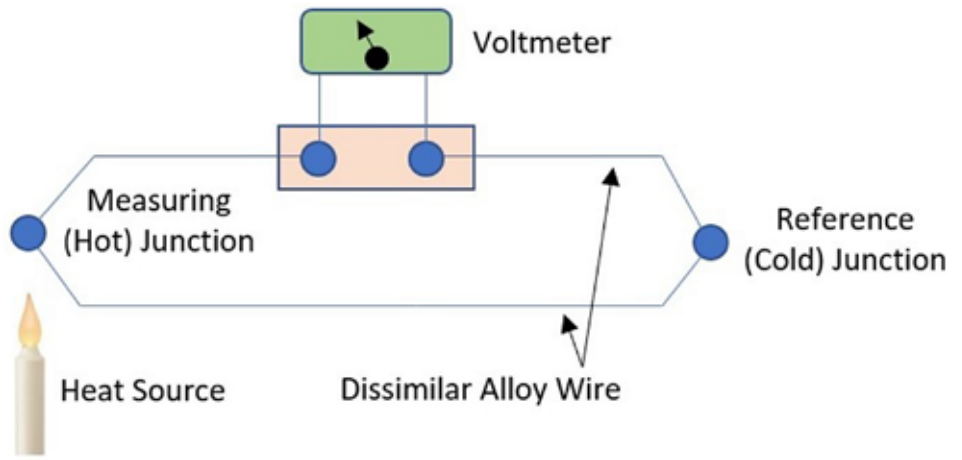 Voltmeter
Measuring
(Hot) Junction
Reference
(Cold) Junction
Heat Source
Dissimilar Alloy Wire